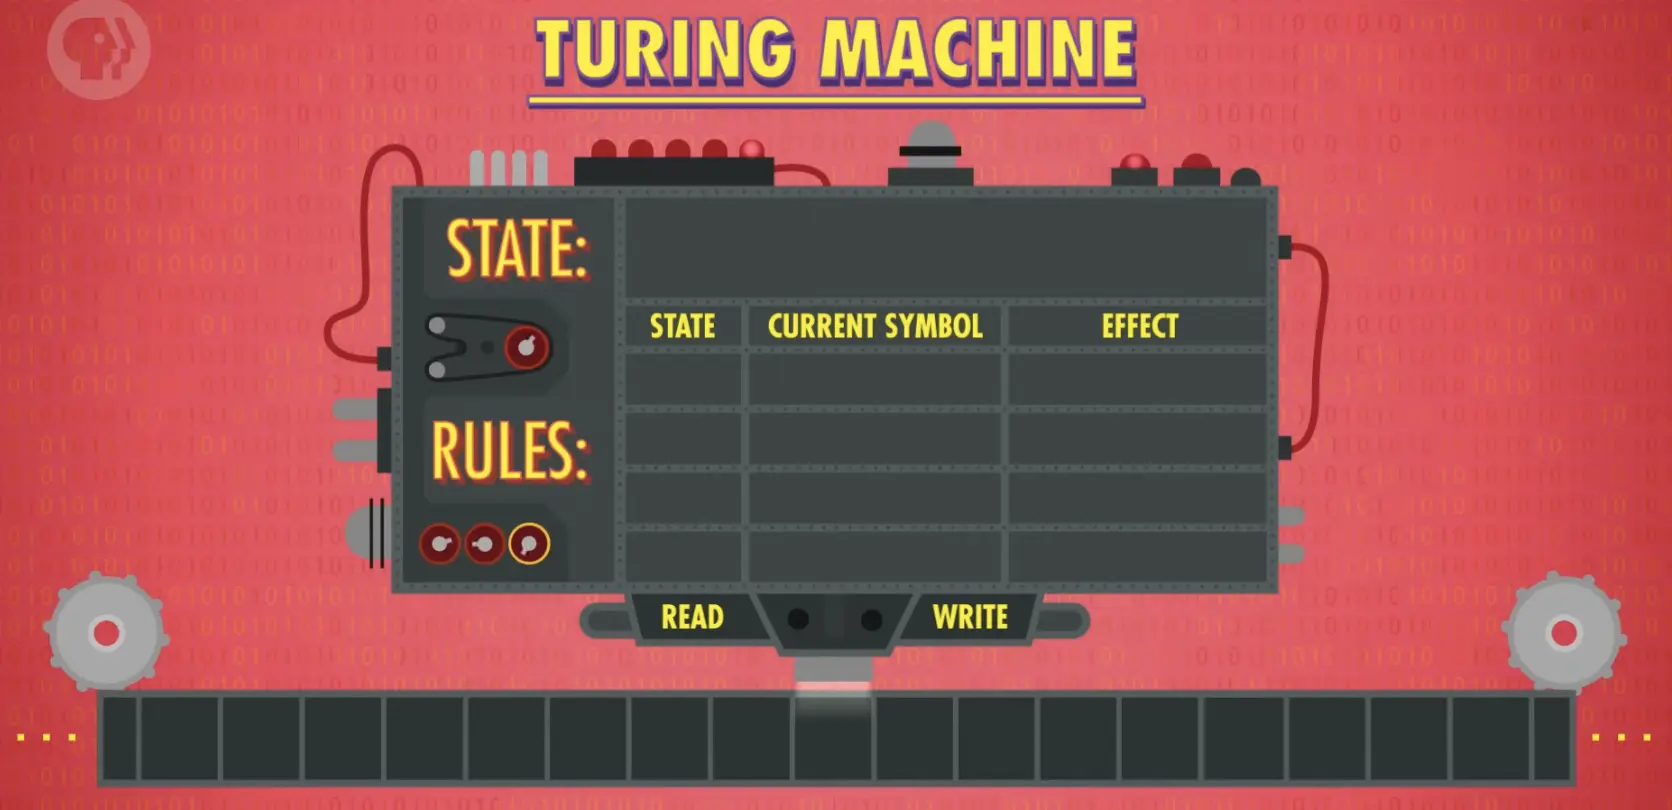 TURING MACHINE
STATE:
STATE CURRENT SYMBOL EFFECT
RULES:
READ WRITE